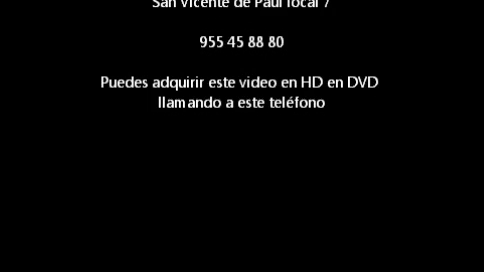 San Vicente de Paul local 7
955 45 88 80
Puedes adquirir este video en HD en DVD
llamando a este teléfono